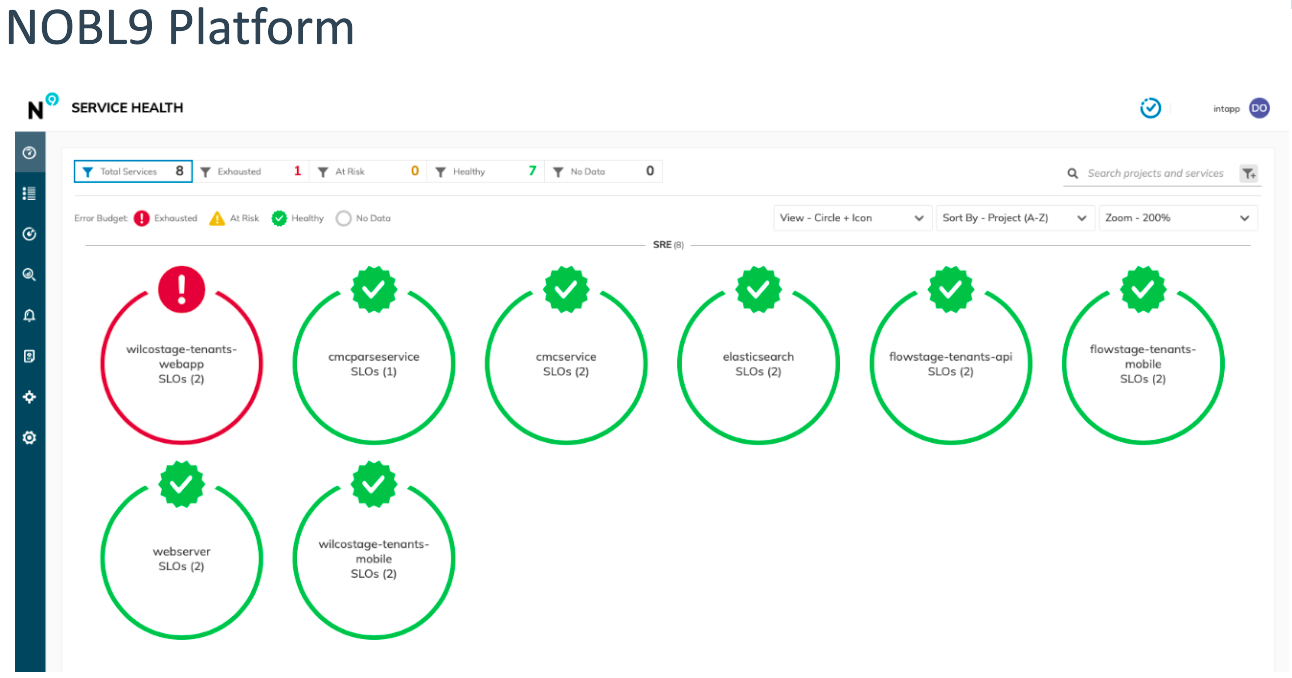 NOBL9 Platform
N9 SERVICE HEALTH
intapp DO
Total Services 8 Exhausted 1 At Risk 0 Healthy 7 No Data 0
Search projects and services
Error Budget: Exhausted At Risk Healthy No Data
View - Circle + Icon Sort By - Project (A-Z) Zoom - 200%
SRE (8)
wilcostage-tenants-
webapp
SLOs (2)
cmcparseservice
SLOs (1)
cmcservice
SLOs (2)
elasticsearch
SLOs (2)
flowstage-tenants-api
SLOs (2)
flowstage-tenants-
mobile
SLOs (2)
webserver
SLOs (2)
wilcostage-tenants-
mobile
SLOs (2)